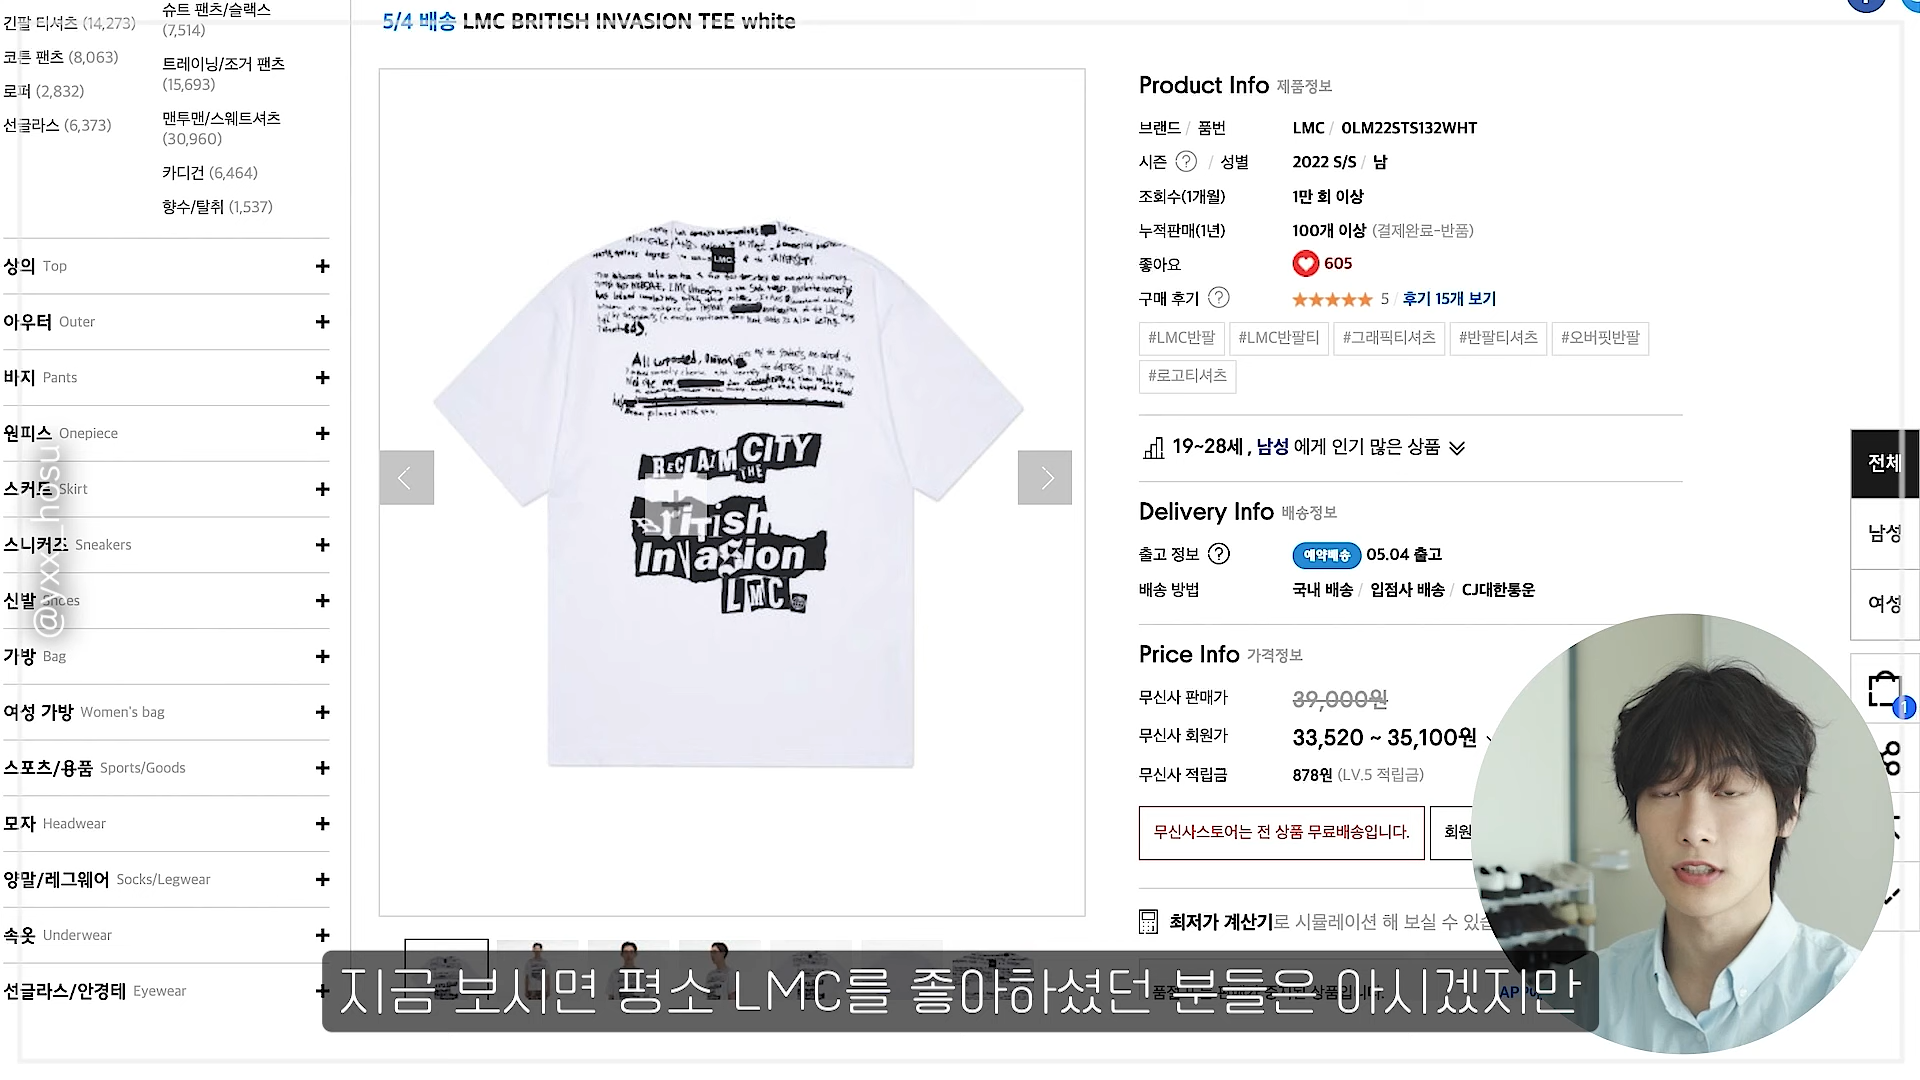 긴팔 티셔츠 (14,273)
코튼 팬츠 (8,063)
로퍼 (2,832)
선글라스 (6,373)
슈트 팬츠/슬랙스
(7,514)
트레이닝/조거 팬츠
(15,693)
맨투맨/스웨트셔츠
(30,960)
카디건 (6,464)
향수/탈취 (1,537)
상의 Top +
아우터 Outer +
바지 Pants +
원피스 Onepiece +
스커트 Skirt +
스니커즈 Sneakers +
신발 Shoes +
가방 Bag +
여성 가방 Women's bag +
스포츠/용품 Sports/Goods +
모자 Headwear +
양말/레그웨어 Socks/Legwear +
속옷 Underwear +
선글라스/안경테 Eyewear +
@yxx_hosu
5/4 배송 LMC BRITISH INVASION TEE white
LMC
RECLAIM THE CITY
British
Invasion
LMC
Product Info 제품정보
브랜드 / 품번 LMC / 0LM22STS132WHT
시즌 ? / 성별 2022 S/S / 남
조회수(1개월) 1만 회 이상
누적판매(1년) 100개 이상 (결제완료-반품)
좋아요 605
구매 후기 ? ★★★★★ 5 / 후기 15개 보기
#LMC반팔 #LMC반팔티 #그래픽티셔츠 #반팔티셔츠 #오버핏반팔
#로고티셔츠
19~28세 , 남성 에게 인기 많은 상품
Delivery Info 배송정보
출고 정보 ? 예약배송 05.04 출고
배송 방법 국내 배송 / 입점사 배송 / CJ대한통운
Price Info 가격정보
무신사 판매가 39,000원
무신사 회원가 33,520 ~ 35,100원
무신사 적립금 878원 (LV.5 적립금)
무신사스토어는 전 상품 무료배송입니다. 회원
최저가 계산기로 시뮬레이션 해 보실 수 있습
전체
남성
여성
1
지금 보시면 평소 LMC를 좋아하셨던 분들은 아시겠지만